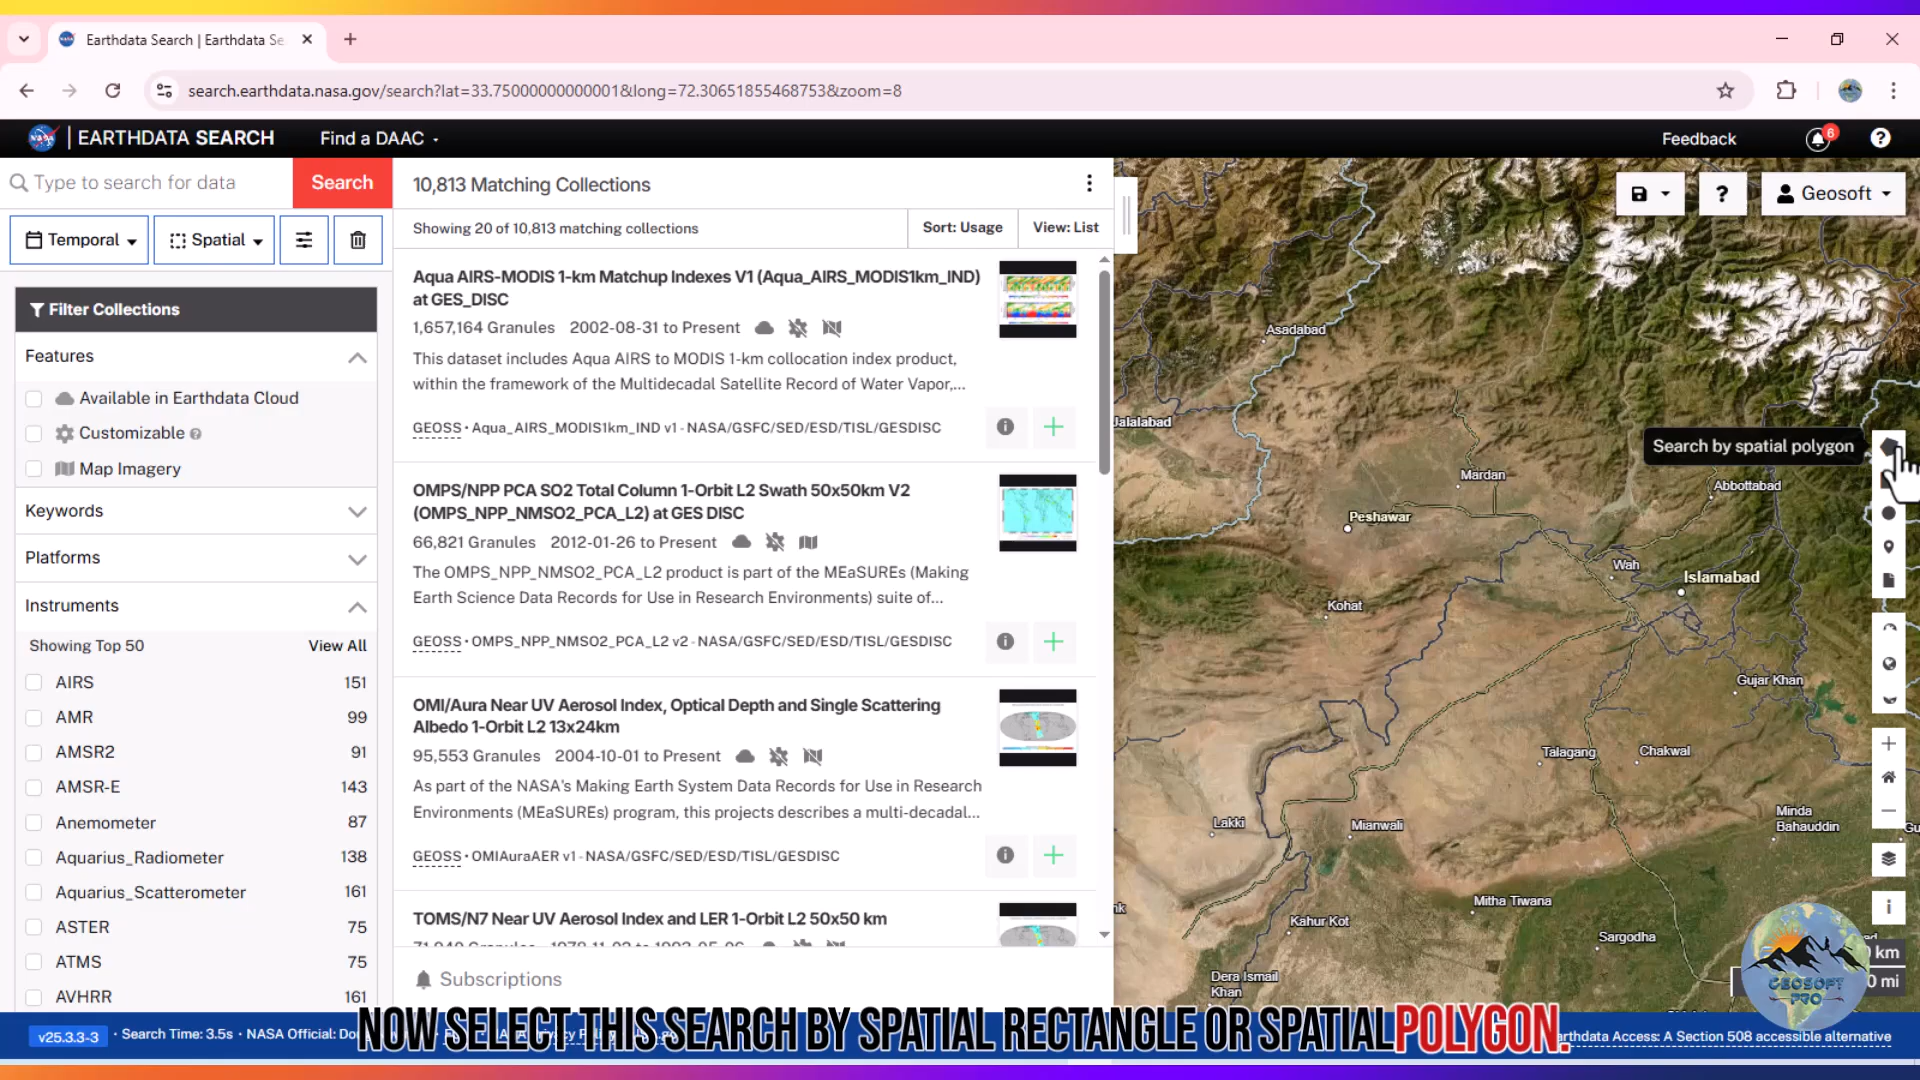 Earthdata Search | Earthdata Se
search.earthdata.nasa.gov/search?lat=33.75000000000001&long=72.30651855468753&zoom=8
EARTHDATA SEARCH
Find a DAAC
Feedback
6
Type to search for data
Search
Temporal
Spatial
10,813 Matching Collections
Showing 20 of 10,813 matching collections
Sort: Usage
View: List
Geosoft
Filter Collections
Features
Available in Earthdata Cloud
Customizable
Map Imagery
Keywords
Platforms
Instruments
Showing Top 50
View All
AIRS 151
AMR 99
AMSR2 91
AMSR-E 143
Anemometer 87
Aquarius_Radiometer 138
Aquarius_Scatterometer 161
ASTER 75
ATMS 75
AVHRR 161
Aqua AIRS-MODIS 1-km Matchup Indexes V1 (Aqua_AIRS_MODIS1km_IND)
at GES_DISC
1,657,164 Granules 2002-08-31 to Present
This dataset includes Aqua AIRS to MODIS 1-km collocation index product,
within the framework of the Multidecadal Satellite Record of Water Vapor,...
GEOSS • Aqua_AIRS_MODIS1km_IND v1 - NASA/GSFC/SED/ESD/TISL/GESDISC
OMPS/NPP PCA SO2 Total Column 1-Orbit L2 Swath 50x50km V2
(OMPS_NPP_NMSO2_PCA_L2) at GES DISC
66,821 Granules 2012-01-26 to Present
The OMPS_NPP_NMSO2_PCA_L2 product is part of the MEaSUREs (Making
Earth Science Data Records for Use in Research Environments) suite of...
GEOSS • OMPS_NPP_NMSO2_PCA_L2 v2 - NASA/GSFC/SED/ESD/TISL/GESDISC
OMI/Aura Near UV Aerosol Index, Optical Depth and Single Scattering
Albedo 1-Orbit L2 13x24km
95,553 Granules 2004-10-01 to Present
As part of the NASA's Making Earth System Data Records for Use in Research
Environments (MEaSUREs) program, this projects describes a multi-decadal...
GEOSS • OMIAuraAER v1 - NASA/GSFC/SED/ESD/TISL/GESDISC
TOMS/N7 Near UV Aerosol Index and LER 1-Orbit L2 50x50 km
Subscriptions
Search by spatial polygon
Asadabad
Jalalabad
Mardan
Abbottabad
Peshawar
Wah
Islamabad
Kohat
Gujar Khan
Talagang
Chakwal
Minda
Bahauddin
Lakki
Mianwali
Mitha Tiwana
Kahur Kot
Sargodha
Dera Ismail
Khan
km
mi
GEOSOFT
PRO
v25.3.3-3 · Search Time: 3.5s · NASA Official: Do
Earthdata Access: A Section 508 accessible alternative
NOW SELECT THIS SEARCH BY SPATIAL RECTANGLE OR SPATIAL POLYGON.